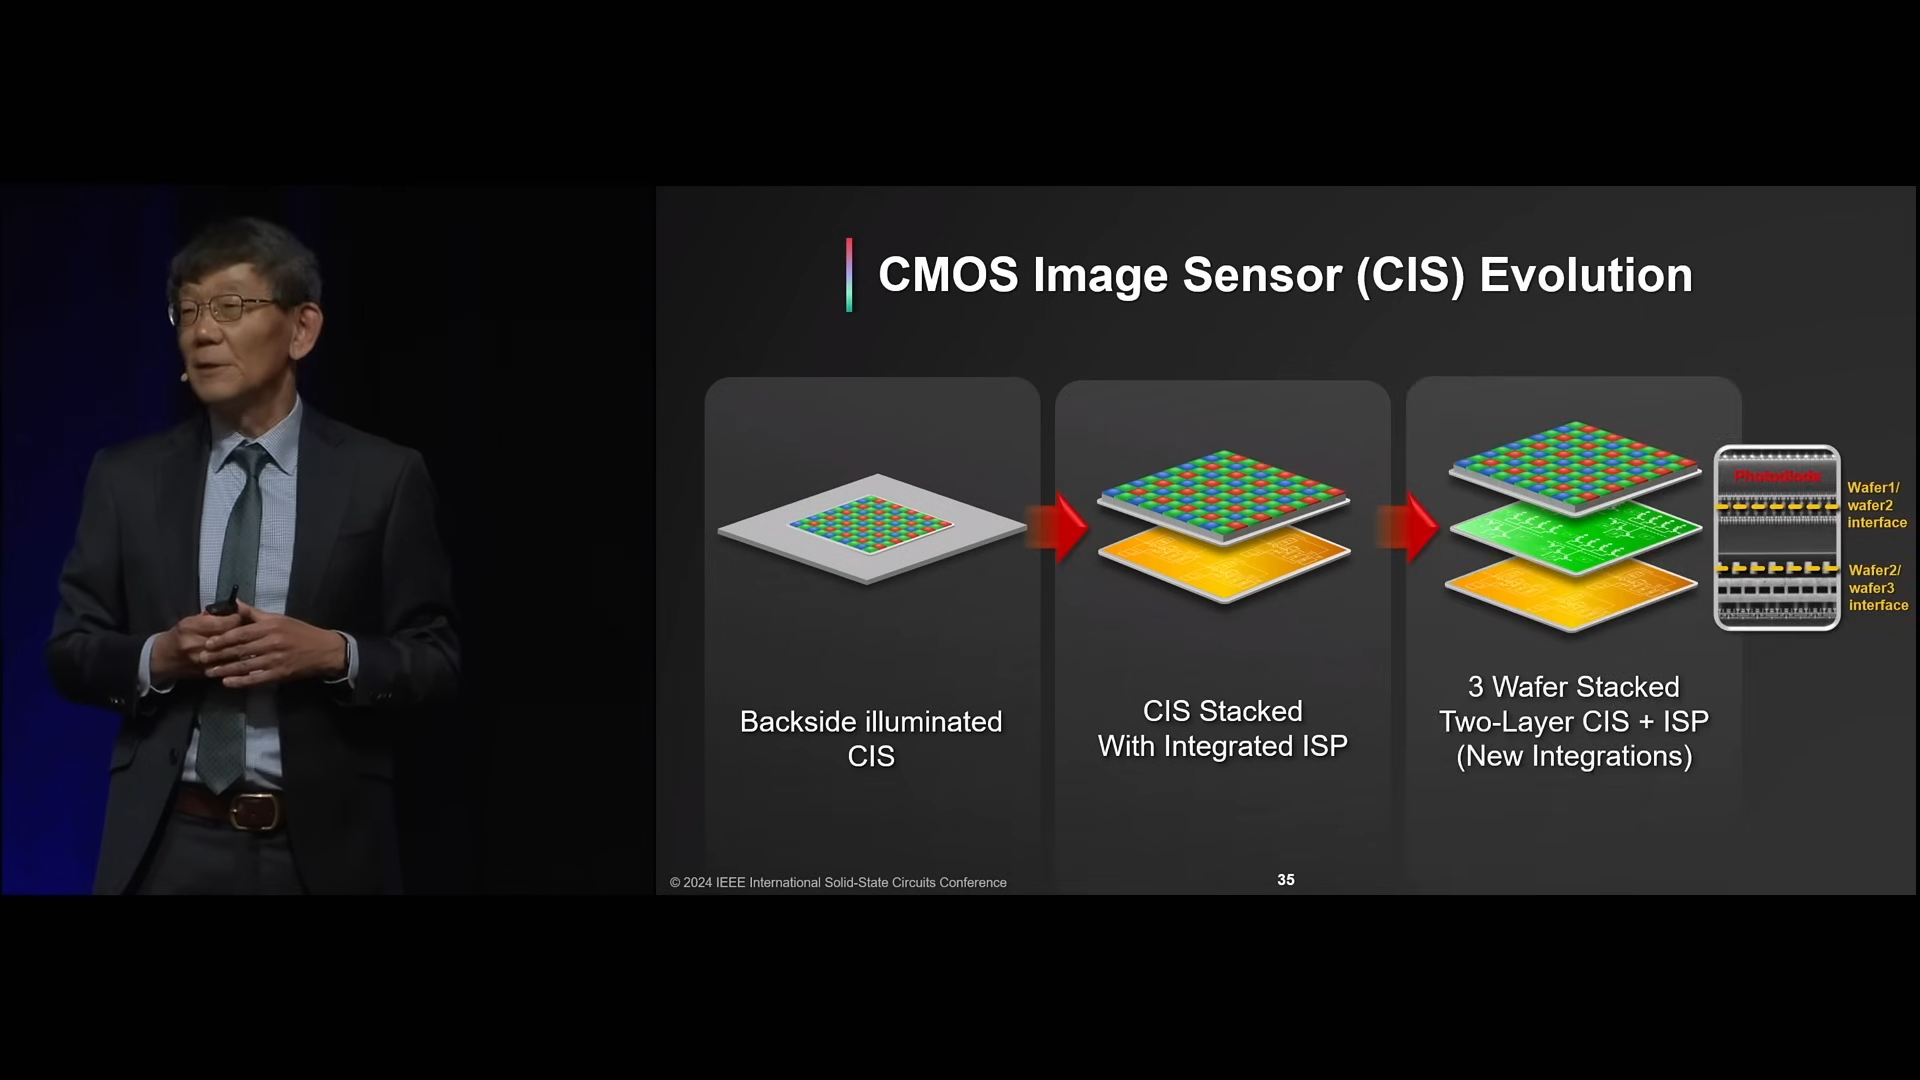 CMOS Image Sensor (CIS) Evolution
Backside illuminated
CIS
CIS Stacked
With Integrated ISP
3 Wafer Stacked
Two-Layer CIS + ISP
(New Integrations)
Photodiode
Wafer1/
wafer2
interface
Wafer2/
wafer3
interface
© 2024 IEEE International Solid-State Circuits Conference
35